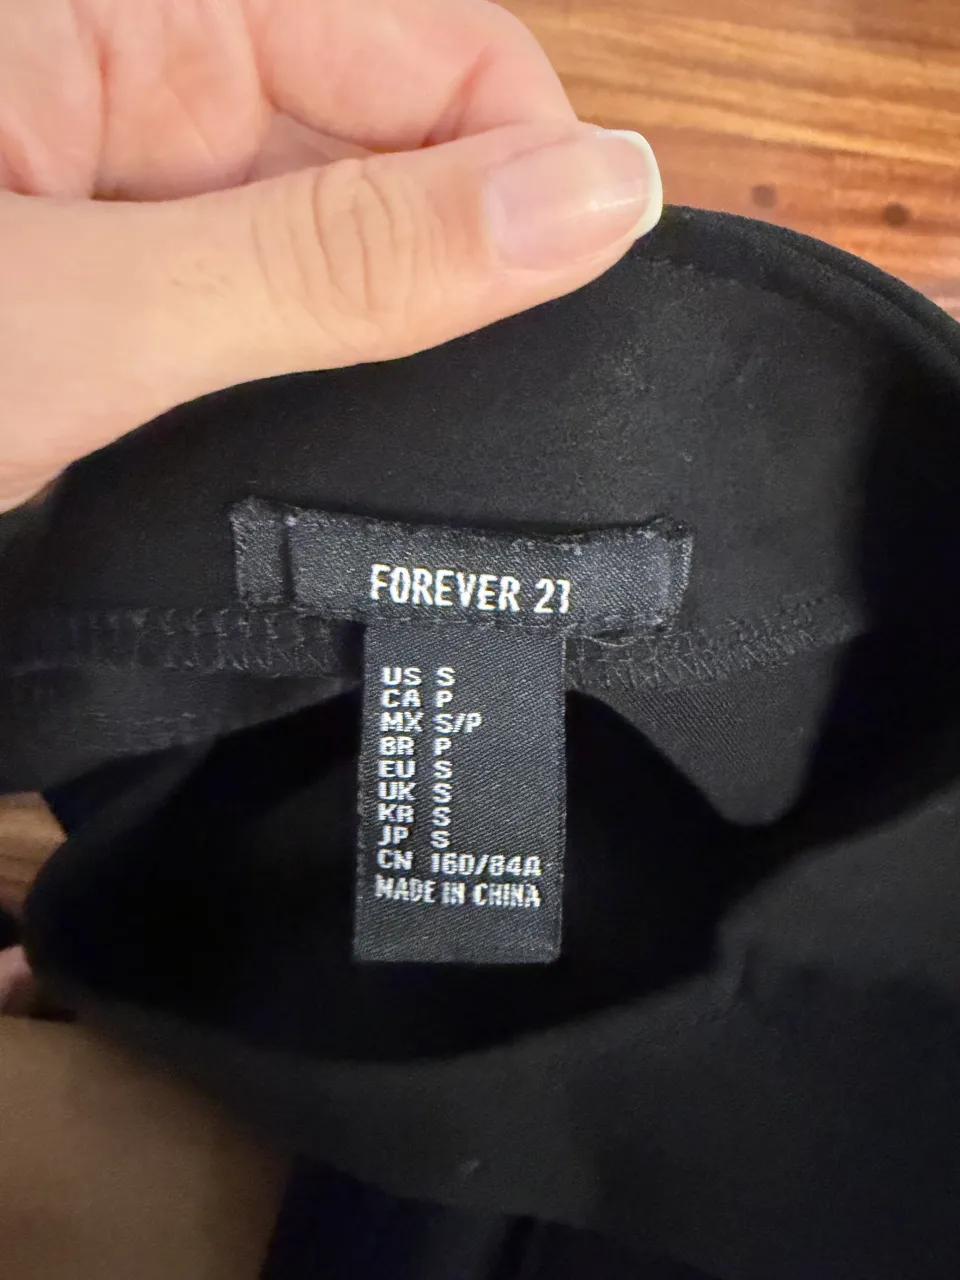 FOREVER 21
US S
CA P
MX S/P
BR P
EU S
UK S
KR S
JP S
CN 160/84A
MADE IN CHINA